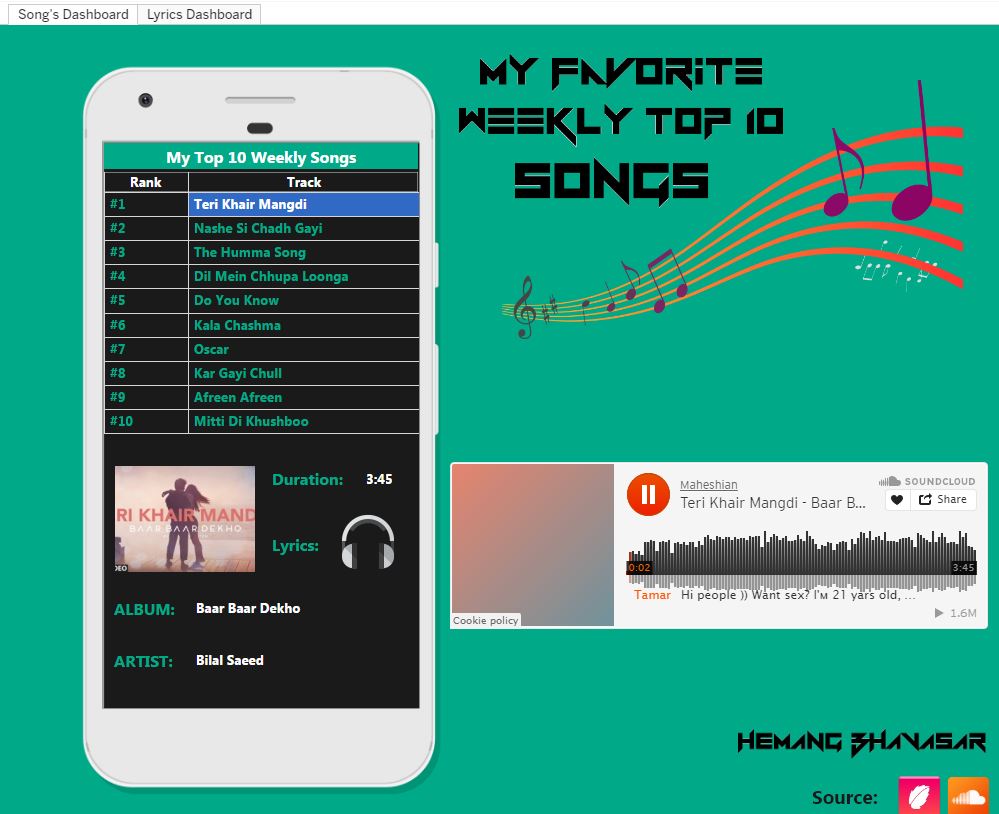 Song's Dashboard
Lyrics Dashboard
MY FAVORITE
WEEKLY TOP 10
SONGS
My Top 10 Weekly Songs
Rank Track
#1 Teri Khair Mangdi
#2 Nashe Si Chadh Gayi
#3 The Humma Song
#4 Dil Mein Chhupa Loonga
#5 Do You Know
#6 Kala Chashma
#7 Oscar
#8 Kar Gayi Chull
#9 Afreen Afreen
#10 Mitti Di Khushboo
RI KHAIR MAND
BAAR BAAR DEKHO
DEO
Duration: 3:45
Lyrics:
ALBUM: Baar Baar Dekho
ARTIST: Bilal Saeed
Maheshian
Teri Khair Mangdi - Baar B...
SOUNDCLOUD
Share
0:02
3:45
Tamar Hi people )) Want sex? I'м 21 yars old, ...
1.6M
Cookie policy
HEMANG BHAVASAR
Source: